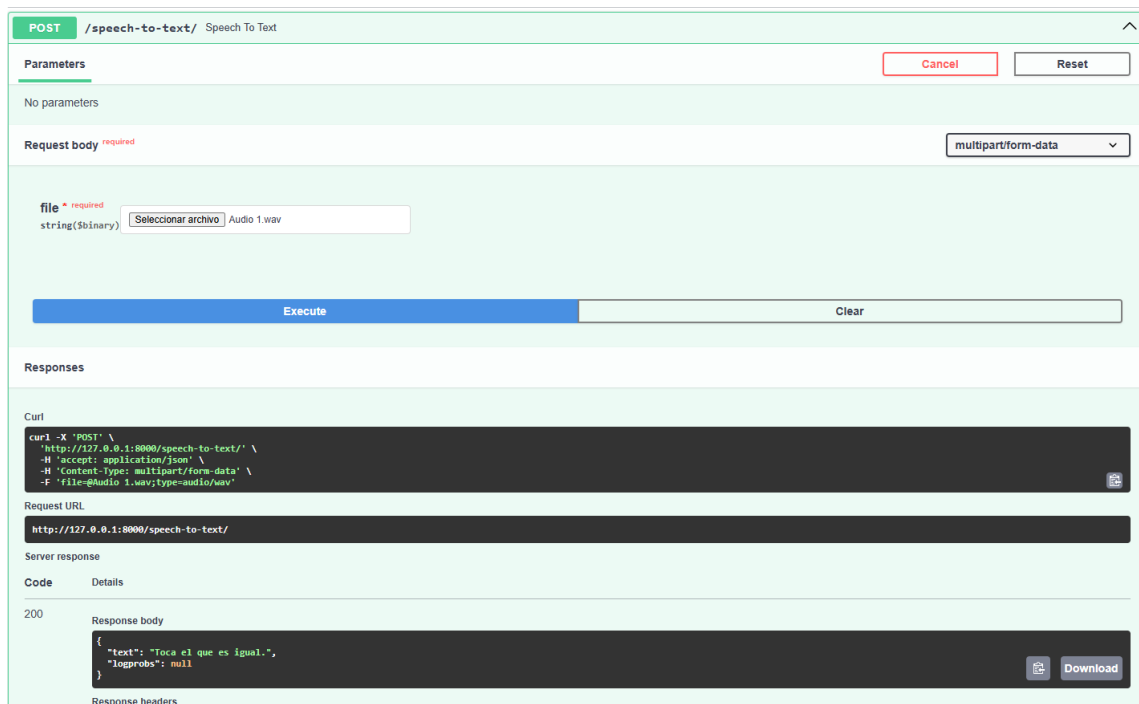 POST /speech-to-text/ Speech To Text
Parameters
Cancel
Reset
No parameters
Request body required
multipart/form-data
file * required
string($binary)
Seleccionar archivo Audio 1.wav
Execute
Clear
Responses
Curl
curl -X 'POST' \
'http://127.0.0.1:8000/speech-to-text/' \
-H 'accept: application/json' \
-H 'Content-Type: multipart/form-data' \
-F 'file=@Audio 1.wav;type=audio/wav'
Request URL
http://127.0.0.1:8000/speech-to-text/
Server response
Code Details
200
Response body
{
"text": "Toca el que es igual.",
"logprobs": null
}
Download
Response headers